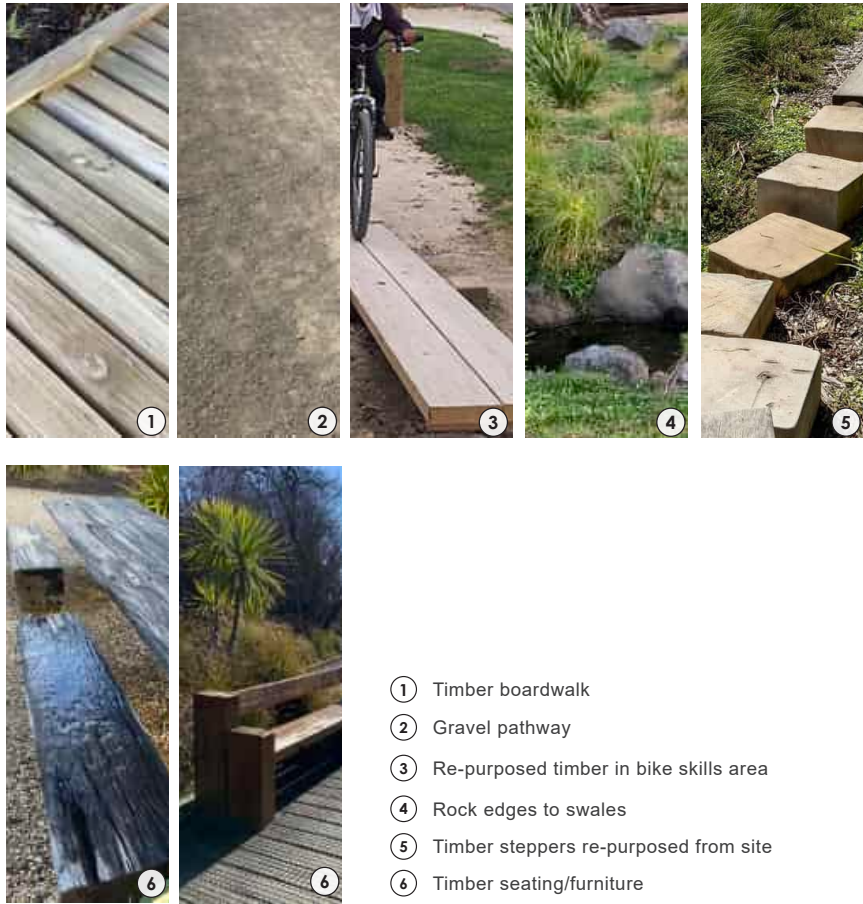 1
2
3
4
5
6
6
1 Timber boardwalk
2 Gravel pathway
3 Re-purposed timber in bike skills area
4 Rock edges to swales
5 Timber steppers re-purposed from site
6 Timber seating/furniture